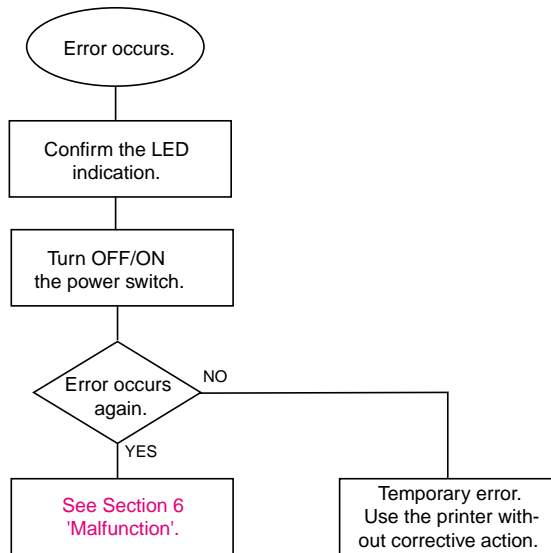 Error occurs.
Confirm the LED
indication.
Turn OFF/ON
the power switch.
Error occurs
again.
NO
YES
See Section 6
'Malfunction'.
Temporary error.
Use the printer with-
out corrective action.